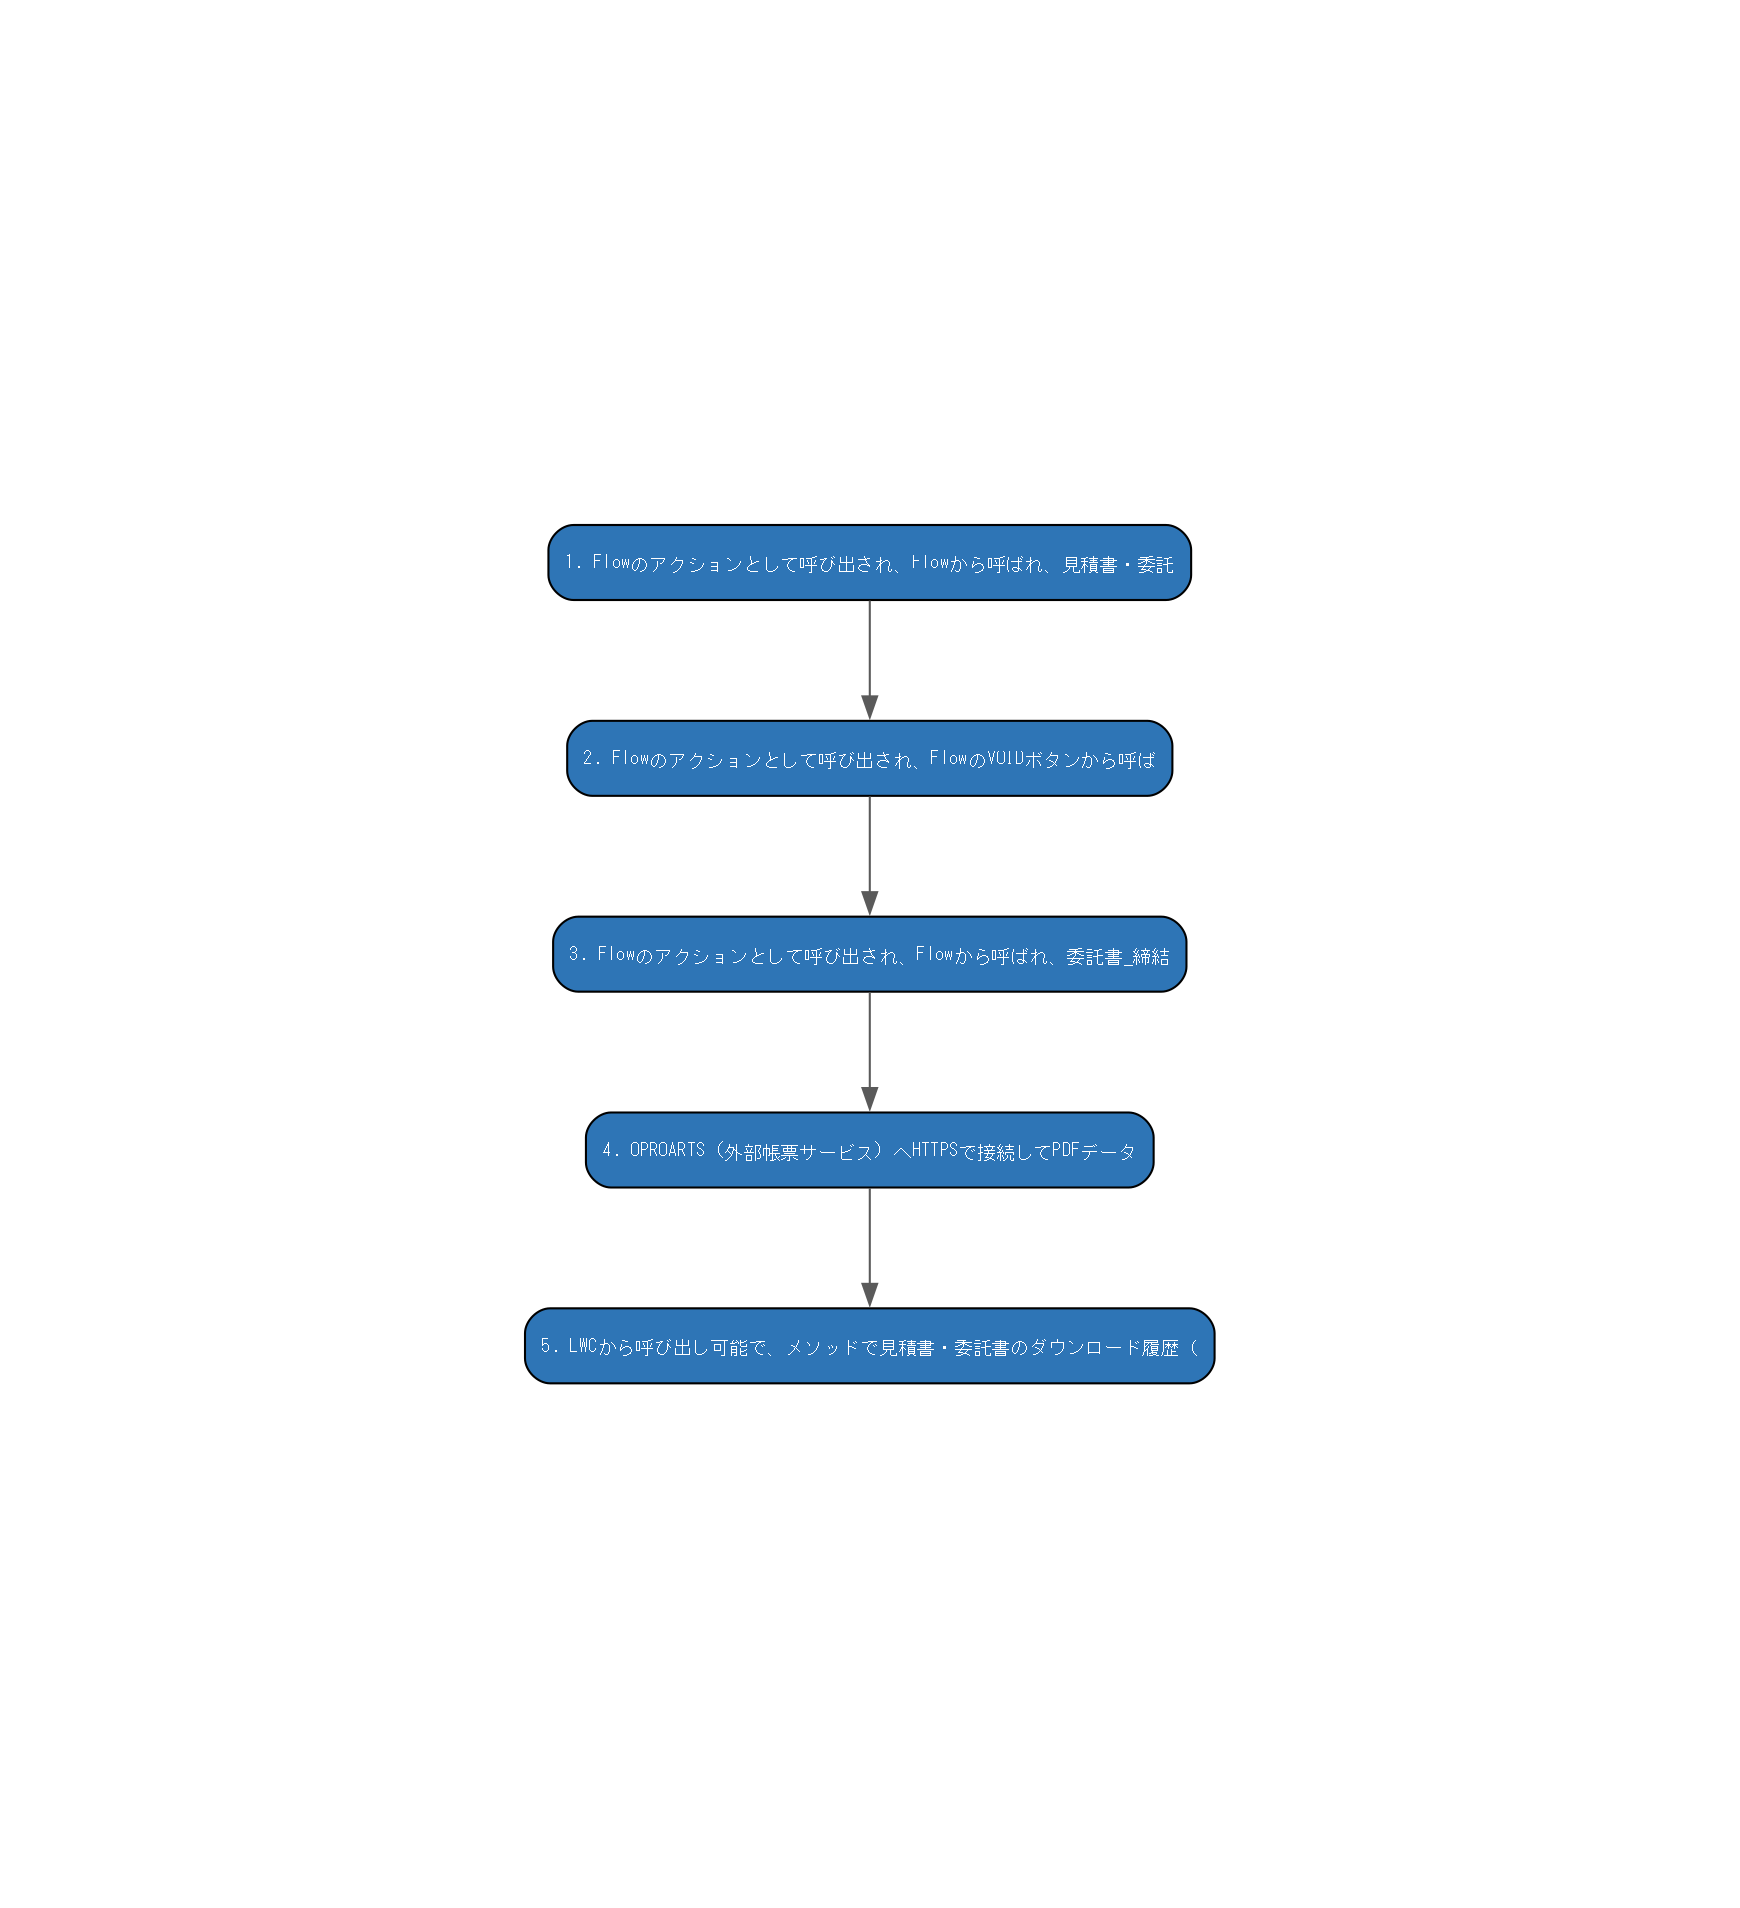 1. Flowのアクションとして呼び出され、Flowから呼ばれ、見積書・委託
2. Flowのアクションとして呼び出され、FlowのVOIDボタンから呼ば
3. Flowのアクションとして呼び出され、Flowから呼ばれ、委託書_締結
4. OPROARTS（外部帳票サービス）へHTTPSで接続してPDFデータ
5. LWCから呼び出し可能で、メソッドで見積書・委託書のダウンロード履歴（